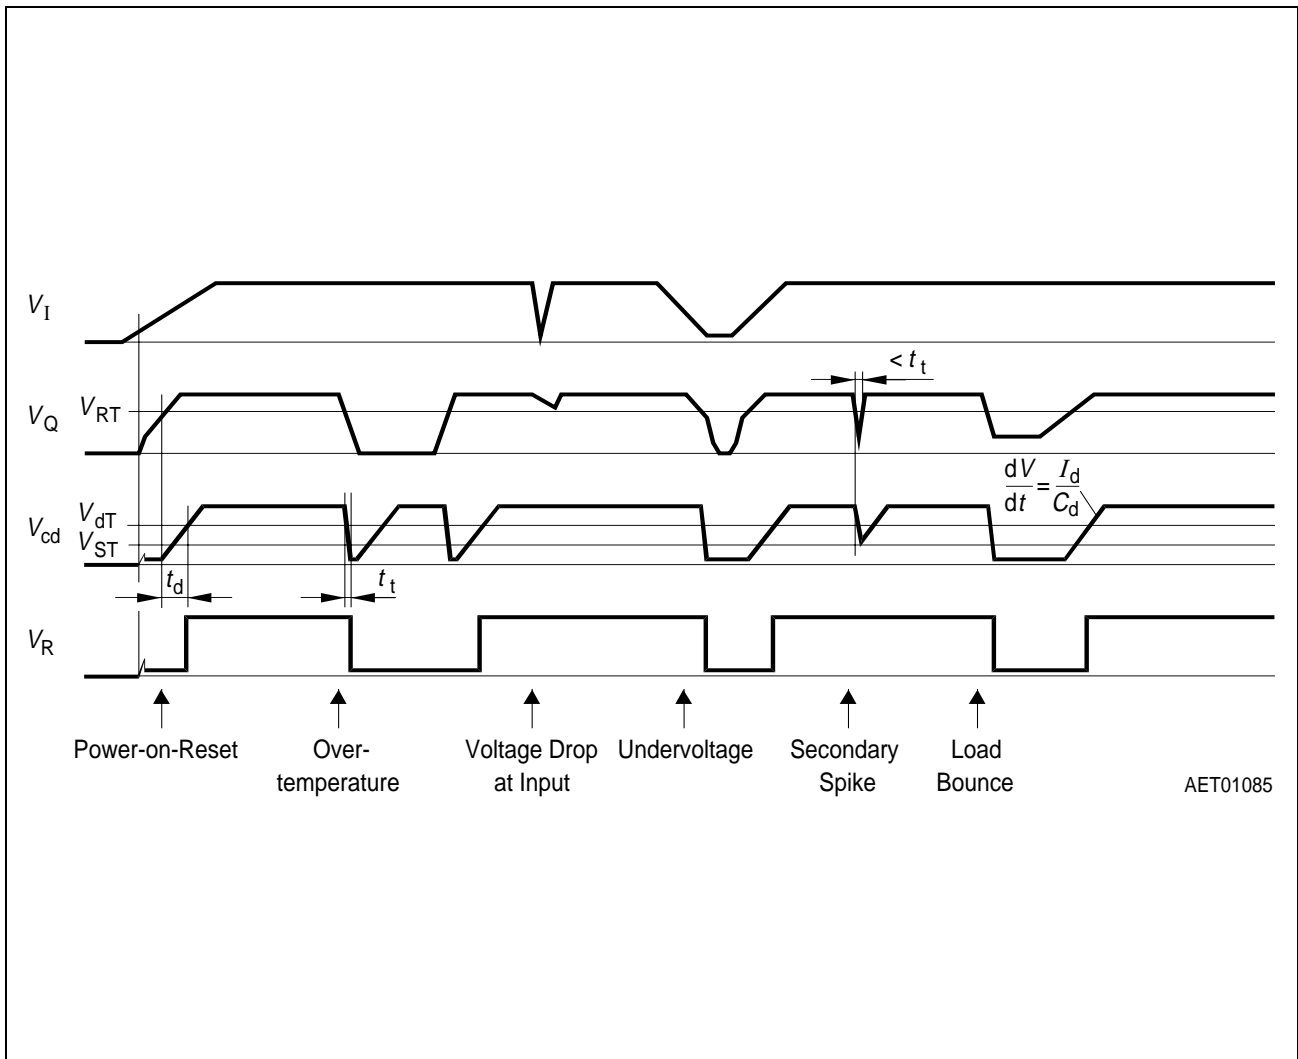 V_I
< t_t
V_Q
V_RT
dV/dt = I_d/C_d
V_cd
V_dT
V_ST
t_d
t_t
V_R
Power-on-Reset
Over-
temperature
Voltage Drop
at Input
Undervoltage
Secondary
Spike
Load
Bounce
AET01085